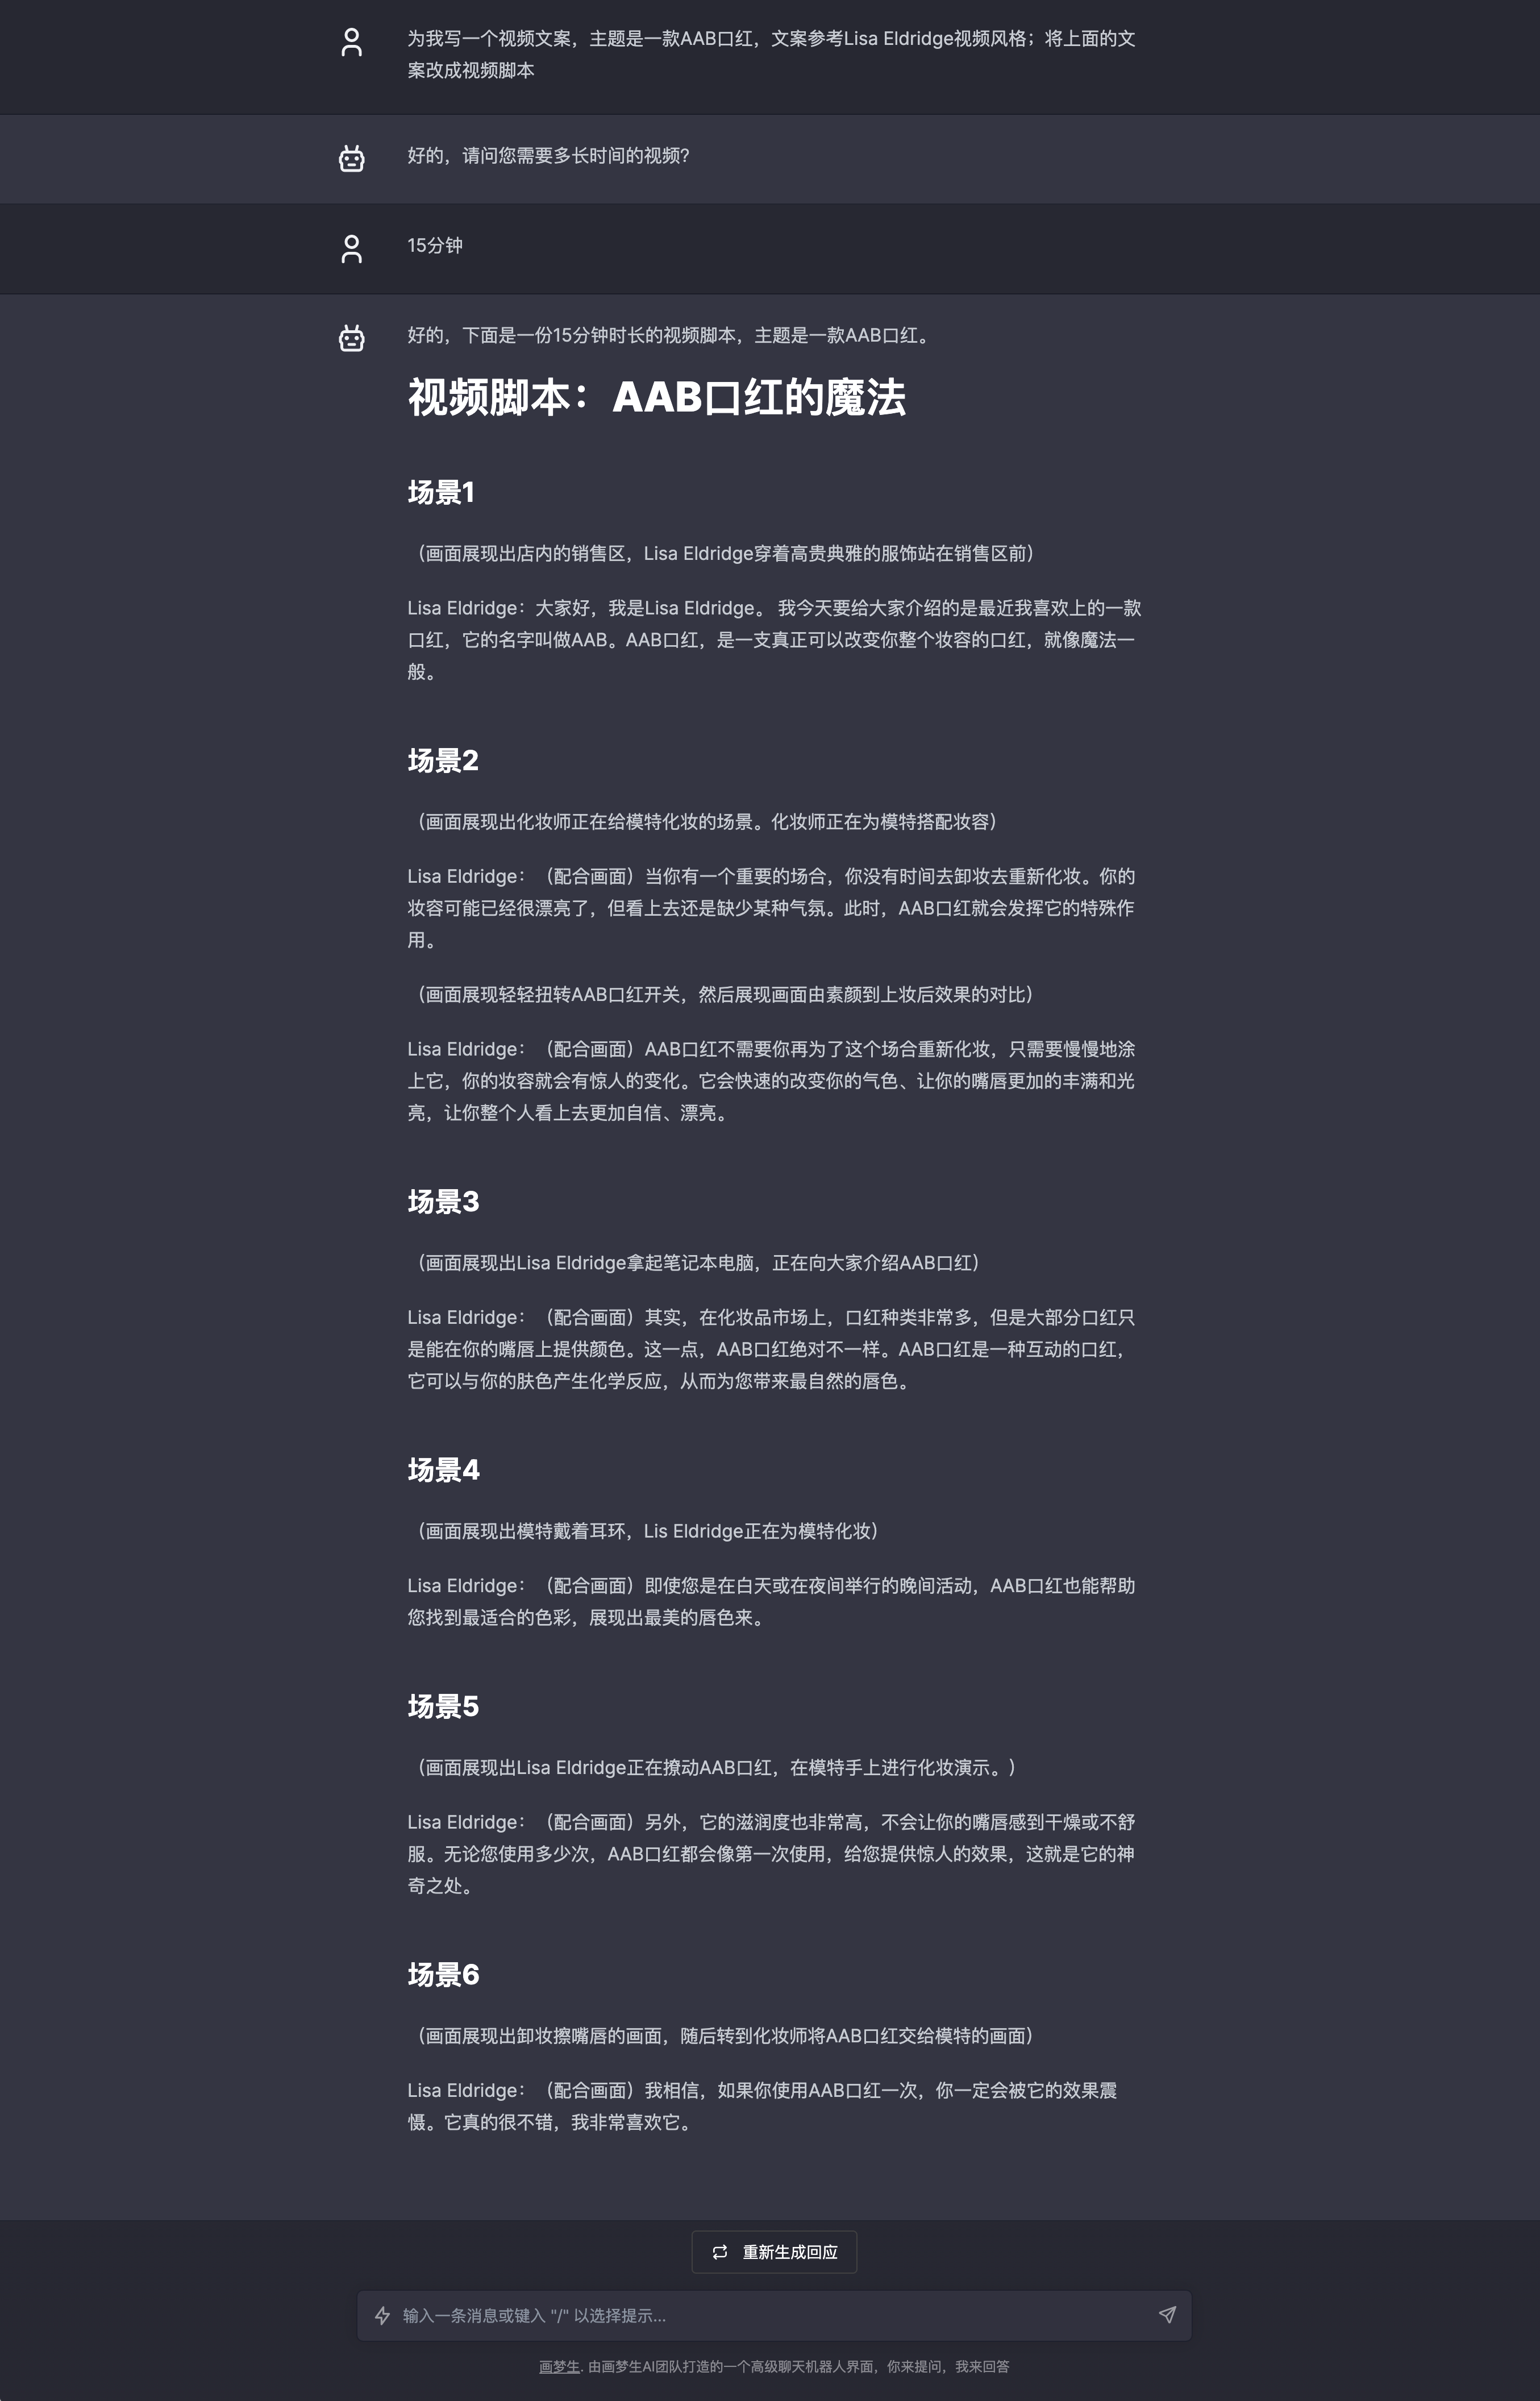 为我写一个视频文案，主题是一款AAB口红，文案参考Lisa Eldridge视频风格；将上面的文
案改成视频脚本
好的，请问您需要多长时间的视频?
15分钟
好的，下面是一份15分钟时长的视频脚本，主题是一款AAB口红。
视频脚本：AAB口红的魔法
场景1
（画面展现出店内的销售区，Lisa Eldridge穿着高贵典雅的服饰站在销售区前）
Lisa Eldridge：大家好，我是Lisa Eldridge。 我今天要给大家介绍的是最近我喜欢上的一款
口红，它的名字叫做AAB。AAB口红，是一支真正可以改变你整个妆容的口红，就像魔法一
般。
场景2
（画面展现出化妆师正在给模特化妆的场景。化妆师正在为模特搭配妆容）
Lisa Eldridge：（配合画面）当你有一个重要的场合，你没有时间去卸妆去重新化妆。你的
妆容可能已经很漂亮了，但看上去还是缺少某种气氛。此时，AAB口红就会发挥它的特殊作
用。
（画面展现轻轻扭转AAB口红开关，然后展现画面由素颜到上妆后效果的对比）
Lisa Eldridge：（配合画面）AAB口红不需要你再为了这个场合重新化妆，只需要慢慢地涂
上它，你的妆容就会有惊人的变化。它会快速的改变你的气色、让你的嘴唇更加的丰满和光
亮，让你整个人看上去更加自信、漂亮。
场景3
（画面展现出Lisa Eldridge拿起笔记本电脑，正在向大家介绍AAB口红）
Lisa Eldridge：（配合画面）其实，在化妆品市场上，口红种类非常多，但是大部分口红只
是能在你的嘴唇上提供颜色。这一点，AAB口红绝对不一样。AAB口红是一种互动的口红，
它可以与你的肤色产生化学反应，从而为您带来最自然的唇色。
场景4
（画面展现出模特戴着耳环，Lis Eldridge正在为模特化妆）
Lisa Eldridge：（配合画面）即使您是在白天或在夜间举行的晚间活动，AAB口红也能帮助
您找到最适合的色彩，展现出最美的唇色来。
场景5
（画面展现出Lisa Eldridge正在撩动AAB口红，在模特手上进行化妆演示。）
Lisa Eldridge：（配合画面）另外，它的滋润度也非常高，不会让你的嘴唇感到干燥或不舒
服。无论您使用多少次，AAB口红都会像第一次使用，给您提供惊人的效果，这就是它的神
奇之处。
场景6
（画面展现出卸妆擦嘴唇的画面，随后转到化妆师将AAB口红交给模特的画面）
Lisa Eldridge：（配合画面）我相信，如果你使用AAB口红一次，你一定会被它的效果震
慑。它真的很不错，我非常喜欢它。
重新生成回应
输入一条消息或键入 "/" 以选择提示...
画梦生. 由画梦生AI团队打造的一个高级聊天机器人界面，你来提问，我来回答